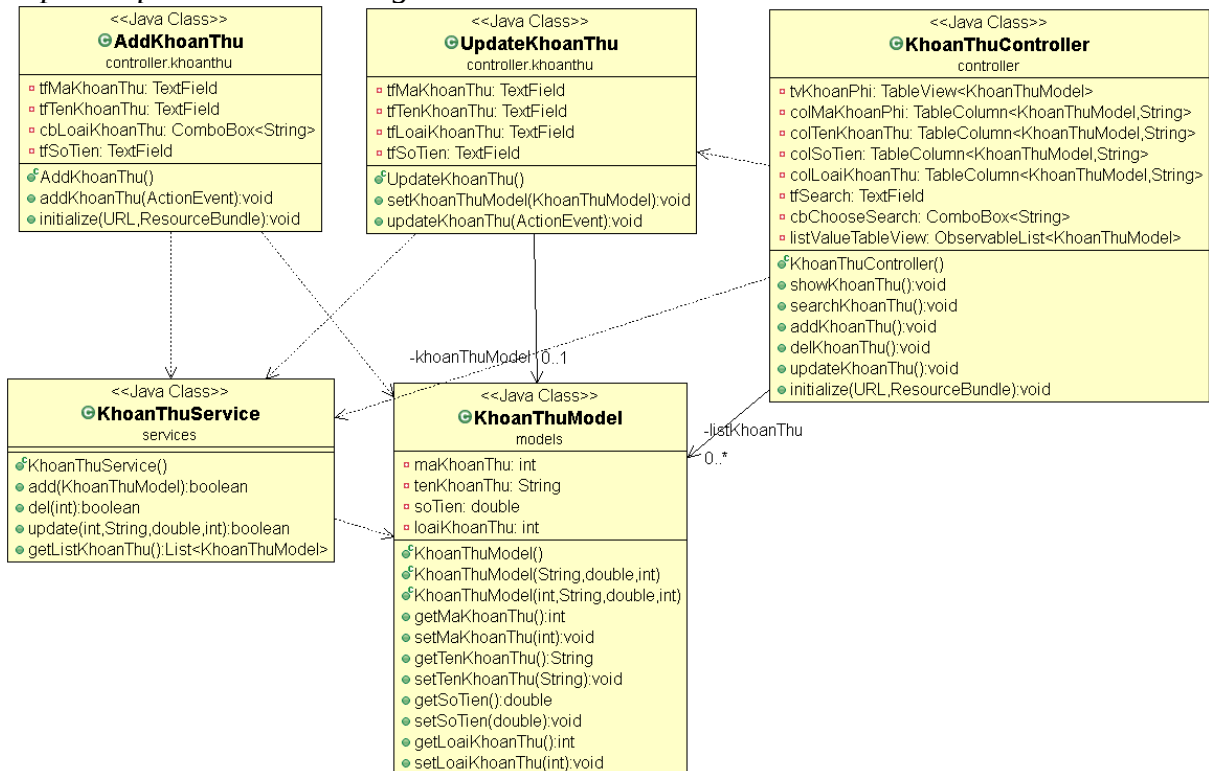 <<Java Class>>
AddKhoanThu
controller.khoanthu
tfMaKhoanThu: TextField
tfTenKhoanThu: TextField
cbLoaiKhoanThu: ComboBox<String>
tfSoTien: TextField
AddKhoanThu()
addKhoanThu(ActionEvent):void
initialize(URL,ResourceBundle):void
<<Java Class>>
UpdateKhoanThu
controller.khoanthu
tfMaKhoanThu: TextField
tfTenKhoanThu: TextField
tfLoaiKhoanThu: TextField
tfSoTien: TextField
UpdateKhoanThu()
setKhoanThuModel(KhoanThuModel):void
updateKhoanThu(ActionEvent):void
<<Java Class>>
KhoanThuController
controller
tvKhoanPhi: TableView<KhoanThuModel>
colMaKhoanPhi: TableColumn<KhoanThuModel,String>
colTenKhoanThu: TableColumn<KhoanThuModel,String>
colSoTien: TableColumn<KhoanThuModel,String>
colLoaiKhoanThu: TableColumn<KhoanThuModel,String>
tfSearch: TextField
cbChooseSearch: ComboBox<String>
listValueTableView: ObservableList<KhoanThuModel>
KhoanThuController()
showKhoanThu():void
searchKhoanThu():void
addKhoanThu():void
delKhoanThu():void
updateKhoanThu():void
initialize(URL,ResourceBundle):void
-khoanThuModel 0..1
-listKhoanThu
0..*
<<Java Class>>
KhoanThuService
services
KhoanThuService()
add(KhoanThuModel):boolean
del(int):boolean
update(int,String,double,int):boolean
getListKhoanThu():List<KhoanThuModel>
<<Java Class>>
KhoanThuModel
models
maKhoanThu: int
tenKhoanThu: String
soTien: double
loaiKhoanThu: int
KhoanThuModel()
KhoanThuModel(String,double,int)
KhoanThuModel(int,String,double,int)
getMaKhoanThu():int
setMaKhoanThu(int):void
getTenKhoanThu():String
setTenKhoanThu(String):void
getSoTien():double
setSoTien(double):void
getLoaiKhoanThu():int
setLoaiKhoanThu(int):void